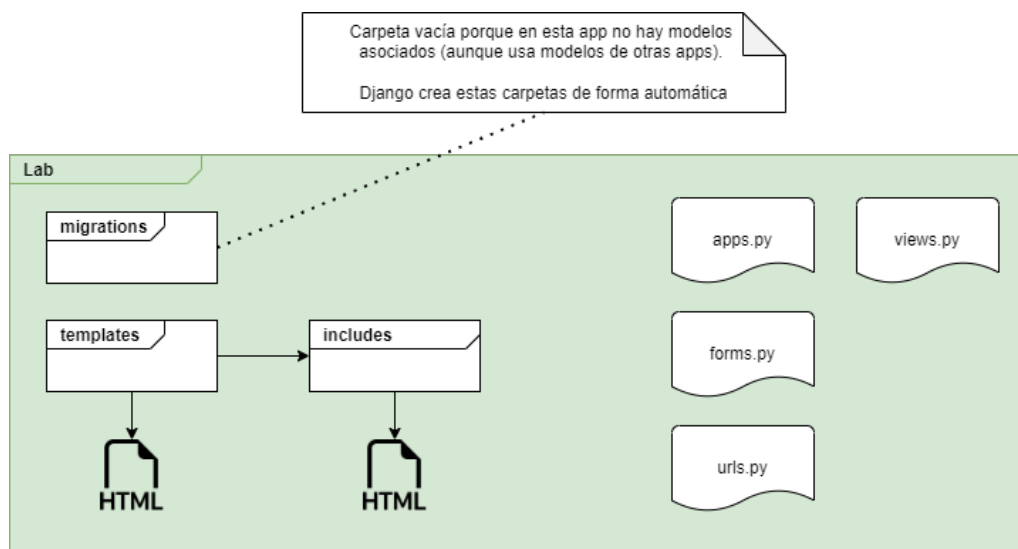 Carpeta vacía porque en esta app no hay modelos
asociados (aunque usa modelos de otras apps).
Django crea estas carpetas de forma automática
Lab
migrations
apps.py
views.py
templates
includes
forms.py
HTML
HTML
urls.py